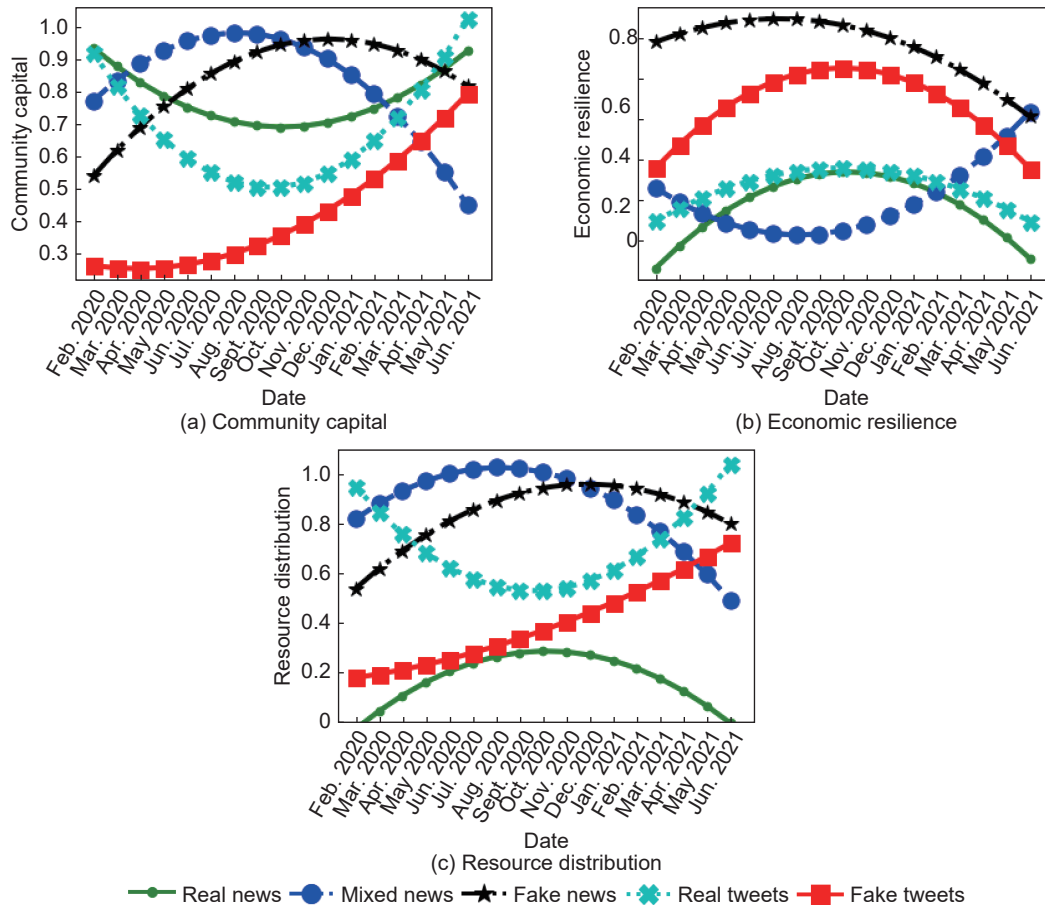 Community capital
1.0
0.9
0.8
0.7
0.6
0.5
0.4
0.3
Feb. 2020
Mar. 2020
Apr. 2020
May 2020
Jun. 2020
Jul. 2020
Aug. 2020
Sept. 2020
Oct. 2020
Nov. 2020
Dec. 2020
Jan. 2021
Feb. 2021
Mar. 2021
Apr. 2021
May 2021
Jun. 2021
Date
(a) Community capital
Economic resilience
0.8
0.6
0.4
0.2
0
Feb. 2020
Mar. 2020
Apr. 2020
May 2020
Jun. 2020
Jul. 2020
Aug. 2020
Sept. 2020
Oct. 2020
Nov. 2020
Dec. 2020
Jan. 2021
Feb. 2021
Mar. 2021
Apr. 2021
May 2021
Jun. 2021
Date
(b) Economic resilience
Resource distribution
1.0
0.8
0.6
0.4
0.2
0
Feb. 2020
Mar. 2020
Apr. 2020
May 2020
Jun. 2020
Jul. 2020
Aug. 2020
Sept. 2020
Oct. 2020
Nov. 2020
Dec. 2020
Jan. 2021
Feb. 2021
Mar. 2021
Apr. 2021
May 2021
Jun. 2021
Date
(c) Resource distribution
Real news Mixed news Fake news Real tweets Fake tweets